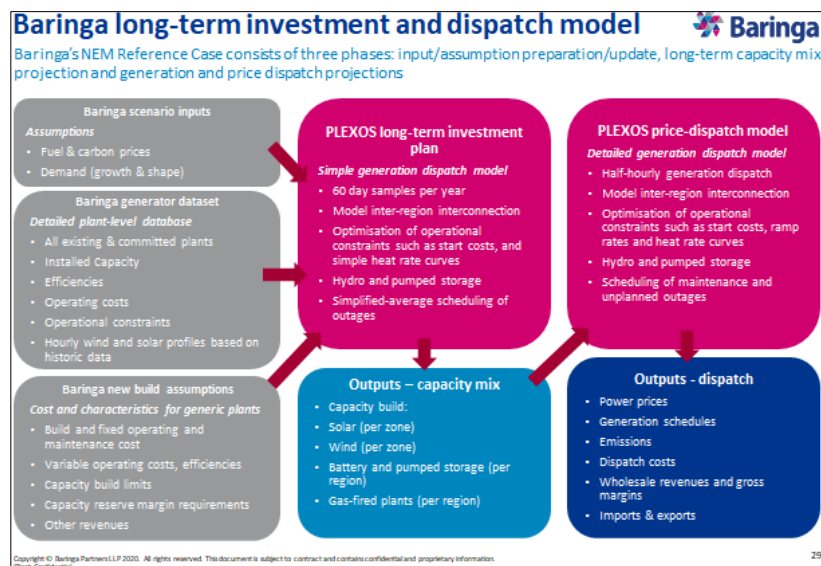 Baringa long-term investment and dispatch model
Baringa
Baringa's NEM Reference Case consists of three phases: input/assumption preparation/update, long-term capacity mix
projection and generation and price dispatch projections
Baringa scenario inputs
Assumptions
• Fuel & carbon prices
• Demand (growth & shape)
Baringa generator dataset
Detailed plant-level database
• All existing & committed plants
• Installed Capacity
• Efficiencies
• Operating costs
• Operational constraints
• Hourly wind and solar profiles based on
historic data
Baringa new build assumptions
Cost and characteristics for generic plants
• Build and fixed operating and
maintenance cost
• Variable operating costs, efficiencies
• Capacity build limits
• Capacity reserve margin requirements
• Other revenues
PLEXOS long-term investment
plan
Simple generation dispatch model
• 60 day samples per year
• Model inter-region interconnection
• Optimisation of operational
constraints such as start costs, and
simple heat rate curves
• Hydro and pumped storage
• Simplified-average scheduling of
outages
Outputs – capacity mix
• Capacity build:
• Solar (per zone)
• Wind (per zone)
• Battery and pumped storage (per
region)
• Gas-fired plants (per region)
PLEXOS price-dispatch model
Detailed generation dispatch model
• Half-hourly generation dispatch
• Model inter-region interconnection
• Optimisation of operational
constraints such as start costs, ramp
rates and heat rate curves
• Hydro and pumped storage
• Scheduling of maintenance and
unplanned outages
Outputs - dispatch
• Power prices
• Generation schedules
• Emissions
• Dispatch costs
• Wholesale revenues and gross
margins
• Imports & exports
Copyright © Baringa Partners LLP 2020. All rights reserved. This document is subject to contract and contains confidential and proprietary information.
29